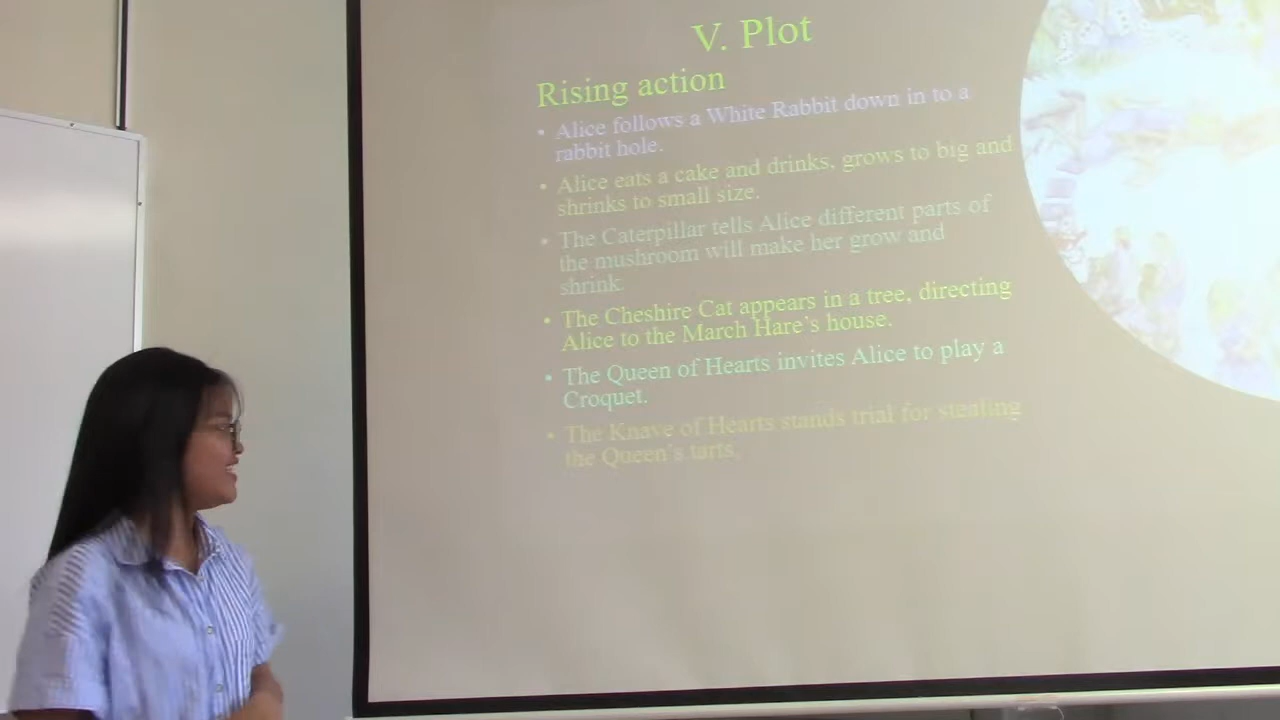 V. Plot
Rising action
• Alice follows a White Rabbit down in to a
rabbit hole.
• Alice eats a cake and drinks, grows to big and
shrinks to small size.
• The Caterpillar tells Alice different parts of
the mushroom will make her grow and
shrink.
• The Cheshire Cat appears in a tree, directing
Alice to the March Hare's house.
• The Queen of Hearts invites Alice to play a
Croquet.
• The Knave of Hearts stands trial for stealing
the Queen's tarts.